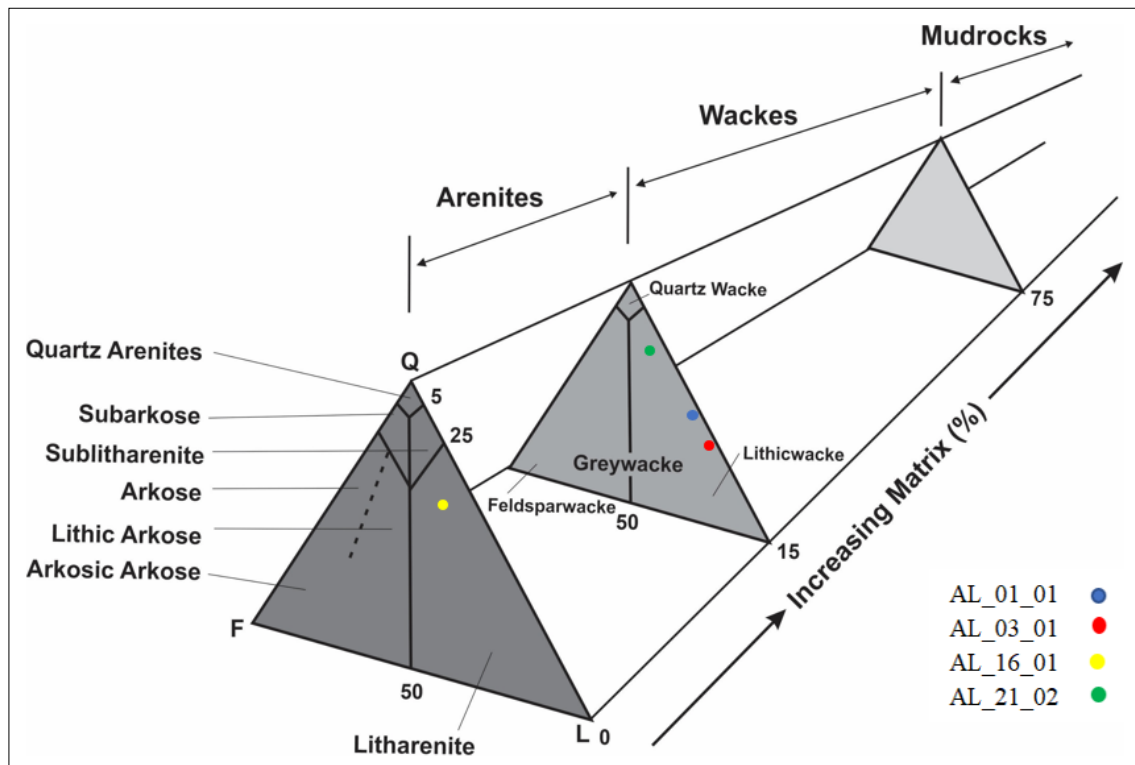 Mudrocks
Wackes
Arenites
Quartz Wacke
75
Quartz Arenites
Q
5
Subarkose
25
Sublitharenite
Greywacke
Lithicwacke
Arkose
Feldsparwacke
50
Lithic Arkose
15
Arkosic Arkose
Increasing Matrix (%)
F
50
L 0
Litharenite
AL_01_01
AL_03_01
AL_16_01
AL_21_02